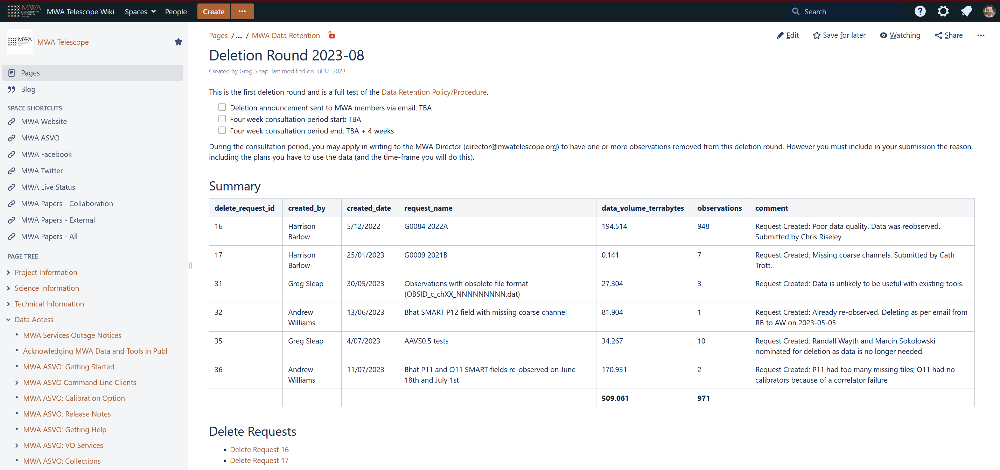 MWA
MURCHISON
WIDEFIELD
ARRAY
MWA Telescope Wiki
Spaces
People
Create
Search
MWA
MWA Telescope
Pages
Blog
SPACE SHORTCUTS
MWA Website
MWA ASVO
MWA Facebook
MWA Twitter
MWA Live Status
MWA Papers - Collaboration
MWA Papers - External
MWA Papers - All
PAGE TREE
Project Information
Science Information
Technical Information
Data Access
MWA Services Outage Notices
Acknowledging MWA Data and Tools in Publ
MWA ASVO: Getting Started
MWA ASVO Command Line Clients
MWA ASVO: Calibration Option
MWA ASVO: Release Notes
MWA ASVO: Getting Help
MWA ASVO: VO Services
MWA ASVO: Collections
Pages / ... / MWA Data Retention
Edit
Save for later
Watching
Share
Deletion Round 2023-08
Created by Greg Sleap, last modified on Jul 17, 2023
This is the first deletion round and is a full test of the Data Retention Policy/Procedure.
Deletion announcement sent to MWA members via email: TBA
Four week consultation period start: TBA
Four week consultation period end: TBA + 4 weeks
During the consultation period, you may apply in writing to the MWA Director (director@mwatelescope.org) to have one or more observations removed from this deletion round. However you must include in your submission the reason,
including the plans you have to use the data (and the time-frame you will do this).
Summary
delete_request_id created_by created_date request_name data_volume_terrabytes observations comment
16 Harrison 5/12/2022 G0084 2022A 194.514 948 Request Created: Poor data quality. Data was reobserved.
Barlow Submitted by Chris Riseley.
17 Harrison 25/01/2023 G0009 2021B 0.141 7 Request Created: Missing coarse channels. Submitted by Cath
Barlow Trott.
31 Greg Sleap 30/05/2023 Observations with obsolete file format 27.304 3 Request Created: Data is unlikely to be useful with existing tools.
(OBSID_c_chXX_NNNNNNNNN.dat)
32 Andrew 13/06/2023 Bhat SMART P12 field with missing coarse channel 81.904 1 Request Created: Already re-observed. Deleting as per email from
Williams RB to AW on 2023-05-05
35 Greg Sleap 4/07/2023 AAVS0.5 tests 34.267 10 Request Created: Randall Wayth and Marcin Sokolowski
nominated for deletion as data is no longer needed.
36 Andrew 11/07/2023 Bhat P11 and O11 SMART fields re-observed on June 170.931 2 Request Created: P11 had too many missing tiles; O11 had no
Williams 18th and July 1st calibrators because of a correlator failure
509.061 971
Delete Requests
Delete Request 16
Delete Request 17